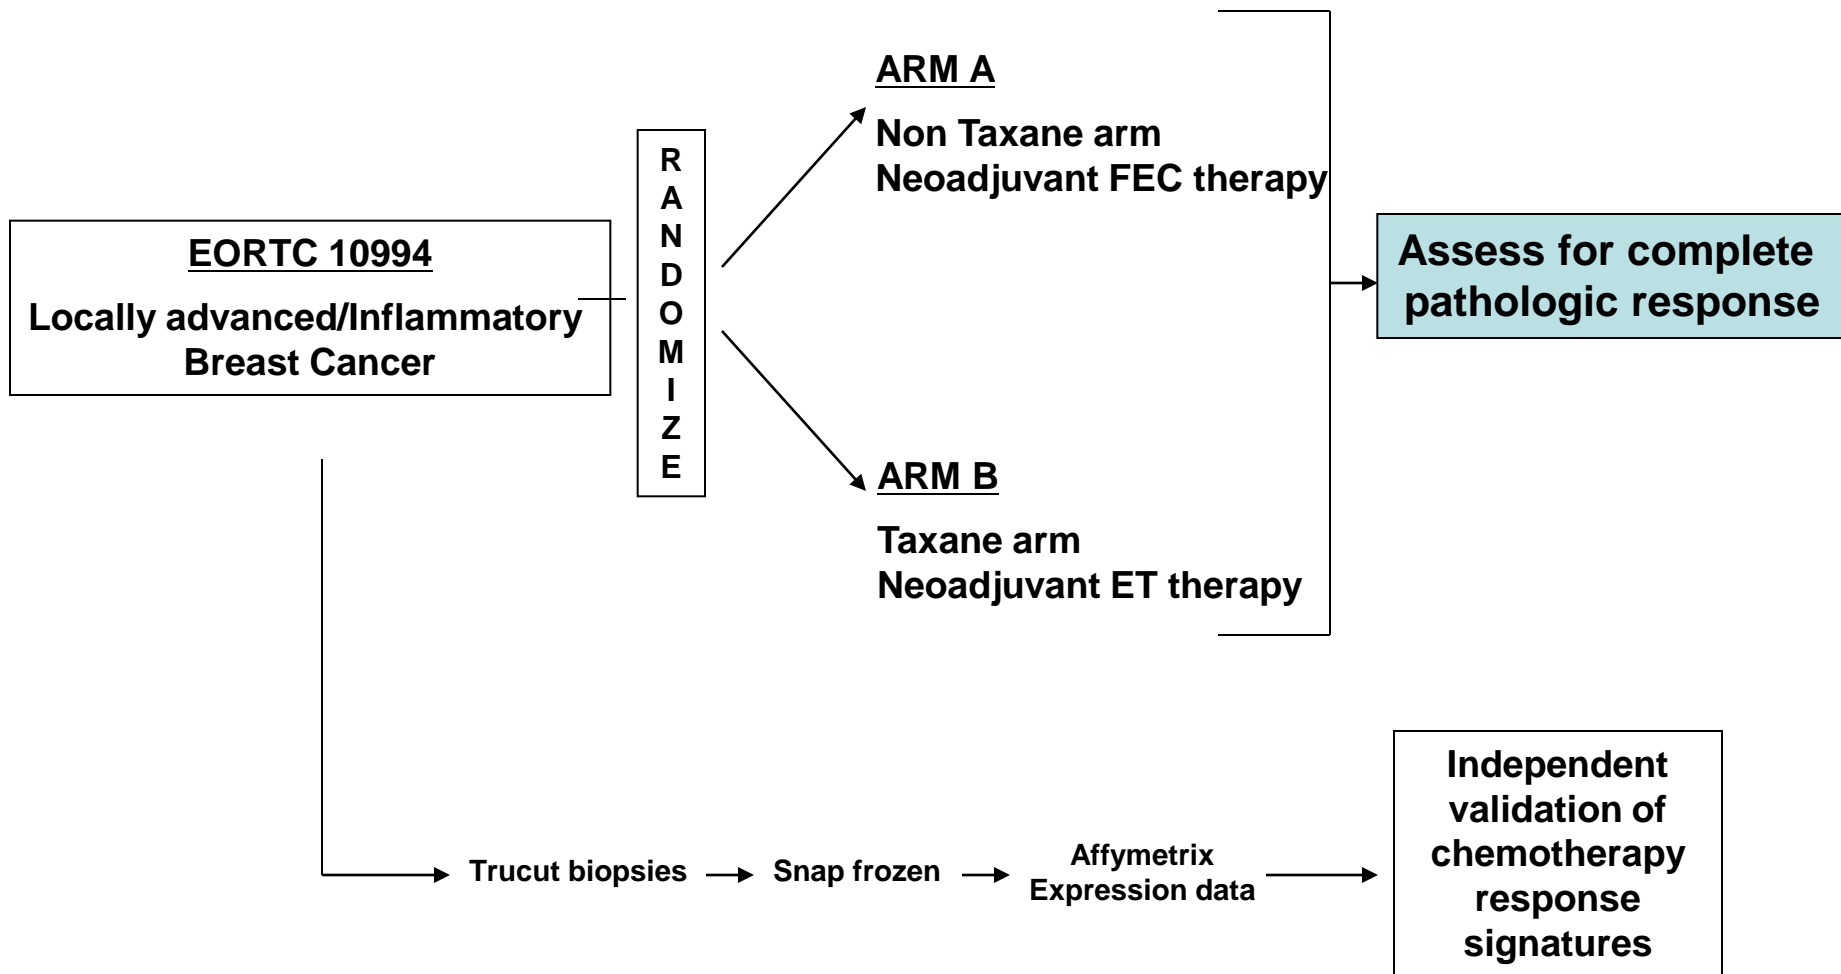 EORTC 10994
Locally advanced/Inflammatory
Breast Cancer
R
A
N
D
O
M
I
Z
E
ARM A
Non Taxane arm
Neoadjuvant FEC therapy
ARM B
Taxane arm
Neoadjuvant ET therapy
Assess for complete
pathologic response
Trucut biopsies
Snap frozen
Affymetrix
Expression data
Independent
validation of
chemotherapy
response
signatures